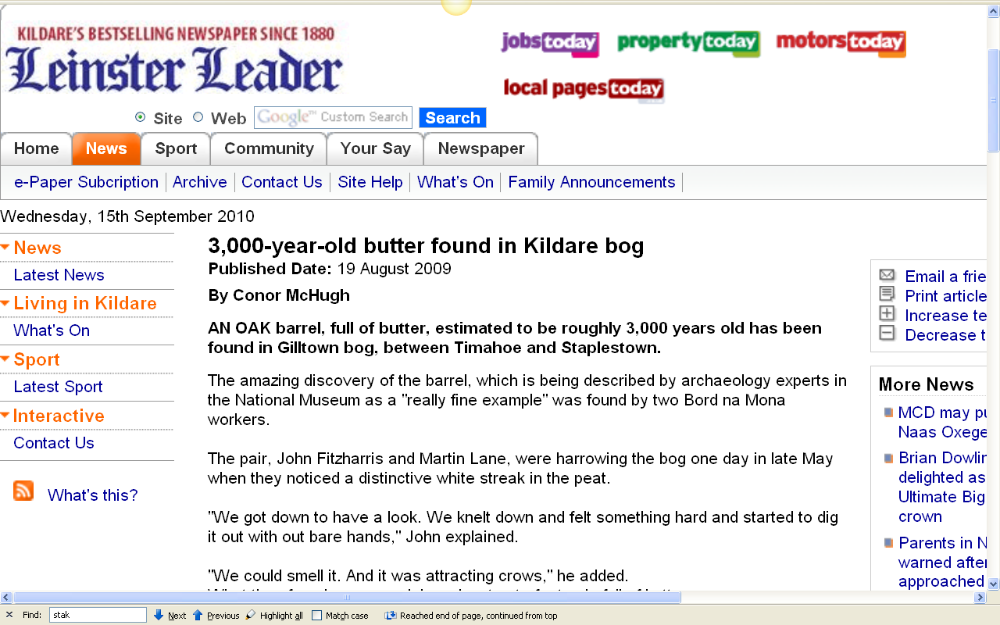 KILDARE'S BESTSELLING NEWSPAPER SINCE 1880
Leinster Leader
jobstoday propertytoday motorstoday
local pagestoday
Site Web Google™ Custom Search Search
Home News Sport Community Your Say Newspaper
e-Paper Subcription Archive Contact Us Site Help What's On Family Announcements
Wednesday, 15th September 2010
News
Latest News
Living in Kildare
What's On
Sport
Latest Sport
Interactive
Contact Us
What's this?
3,000-year-old butter found in Kildare bog
Published Date: 19 August 2009
By Conor McHugh
AN OAK barrel, full of butter, estimated to be roughly 3,000 years old has been
found in Gilltown bog, between Timahoe and Staplestown.
The amazing discovery of the barrel, which is being described by archaeology experts in
the National Museum as a "really fine example" was found by two Bord na Mona
workers.
The pair, John Fitzharris and Martin Lane, were harrowing the bog one day in late May
when they noticed a distinctive white streak in the peat.
"We got down to have a look. We knelt down and felt something hard and started to dig
it out with out bare hands," John explained.
"We could smell it. And it was attracting crows," he added.
Email a frie
Print article
Increase te
Decrease t
More News
MCD may pu
Naas Oxege
Brian Dowlin
delighted as
Ultimate Big
crown
Parents in N
warned after
approached
Find: stak Next Previous Highlight all Match case Reached end of page, continued from top